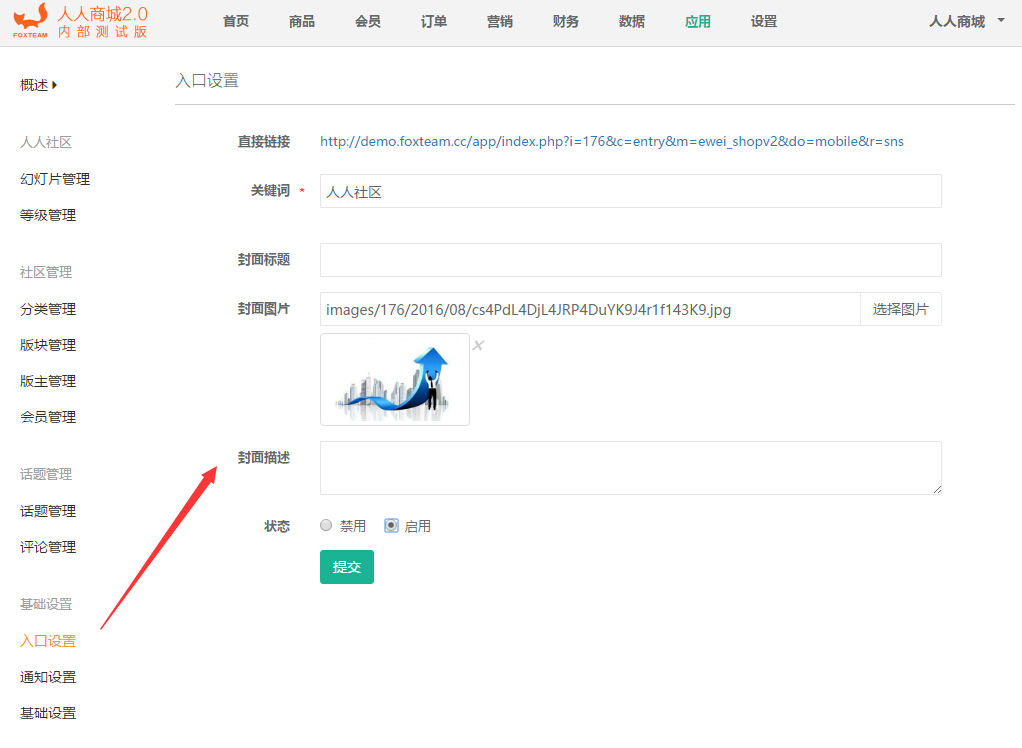 人人商城2.0
FOXTEAM 内部测试版
首页 商品 会员 订单 营销 财务 数据 应用 设置 人人商城
概述
人人社区
幻灯片管理
等级管理
社区管理
分类管理
版块管理
版主管理
会员管理
话题管理
话题管理
评论管理
基础设置
入口设置
通知设置
基础设置
入口设置
直接链接 http://demo.foxteam.cc/app/index.php?i=176&c=entry&m=ewei_shopv2&do=mobile&r=sns
关键词 * 人人社区
封面标题
封面图片 images/176/2016/08/cs4PdL4DjL4JRP4DuYK9J4r1f143K9.jpg 选择图片
封面描述
状态 禁用 启用
提交